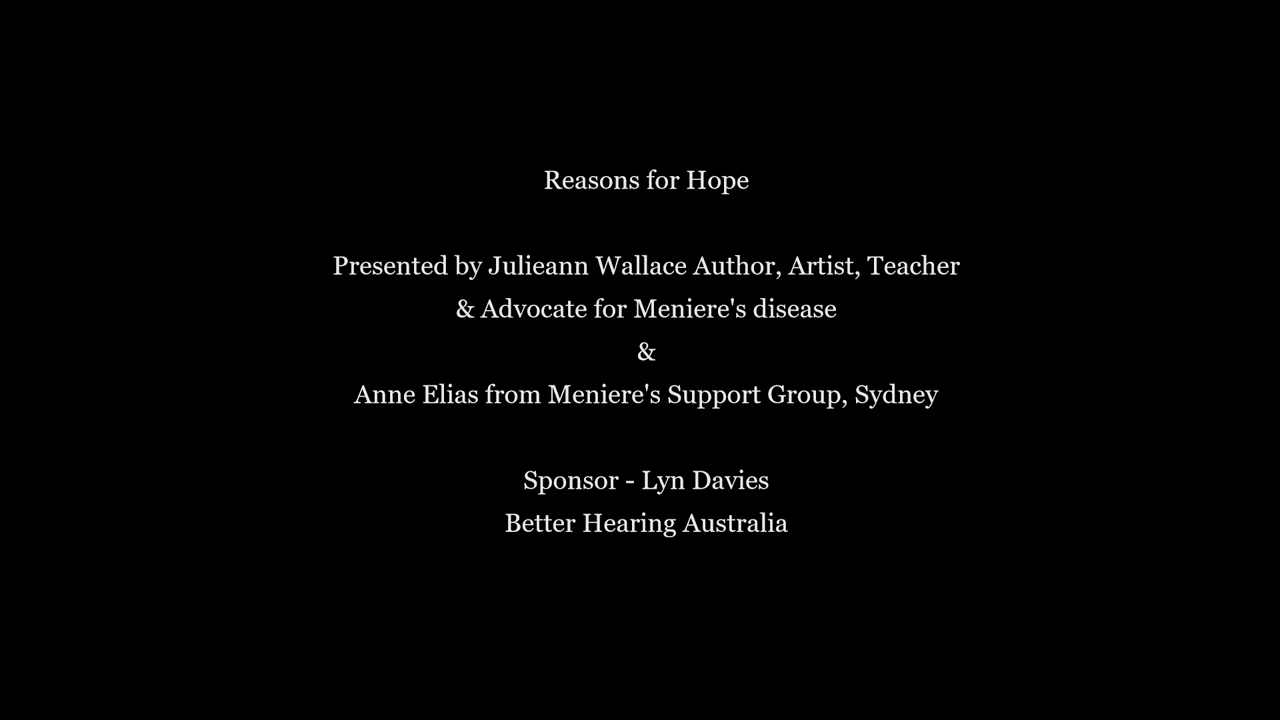 Reasons for Hope
Presented by Julieann Wallace Author, Artist, Teacher
& Advocate for Meniere's disease
&
Anne Elias from Meniere's Support Group, Sydney
Sponsor - Lyn Davies
Better Hearing Australia